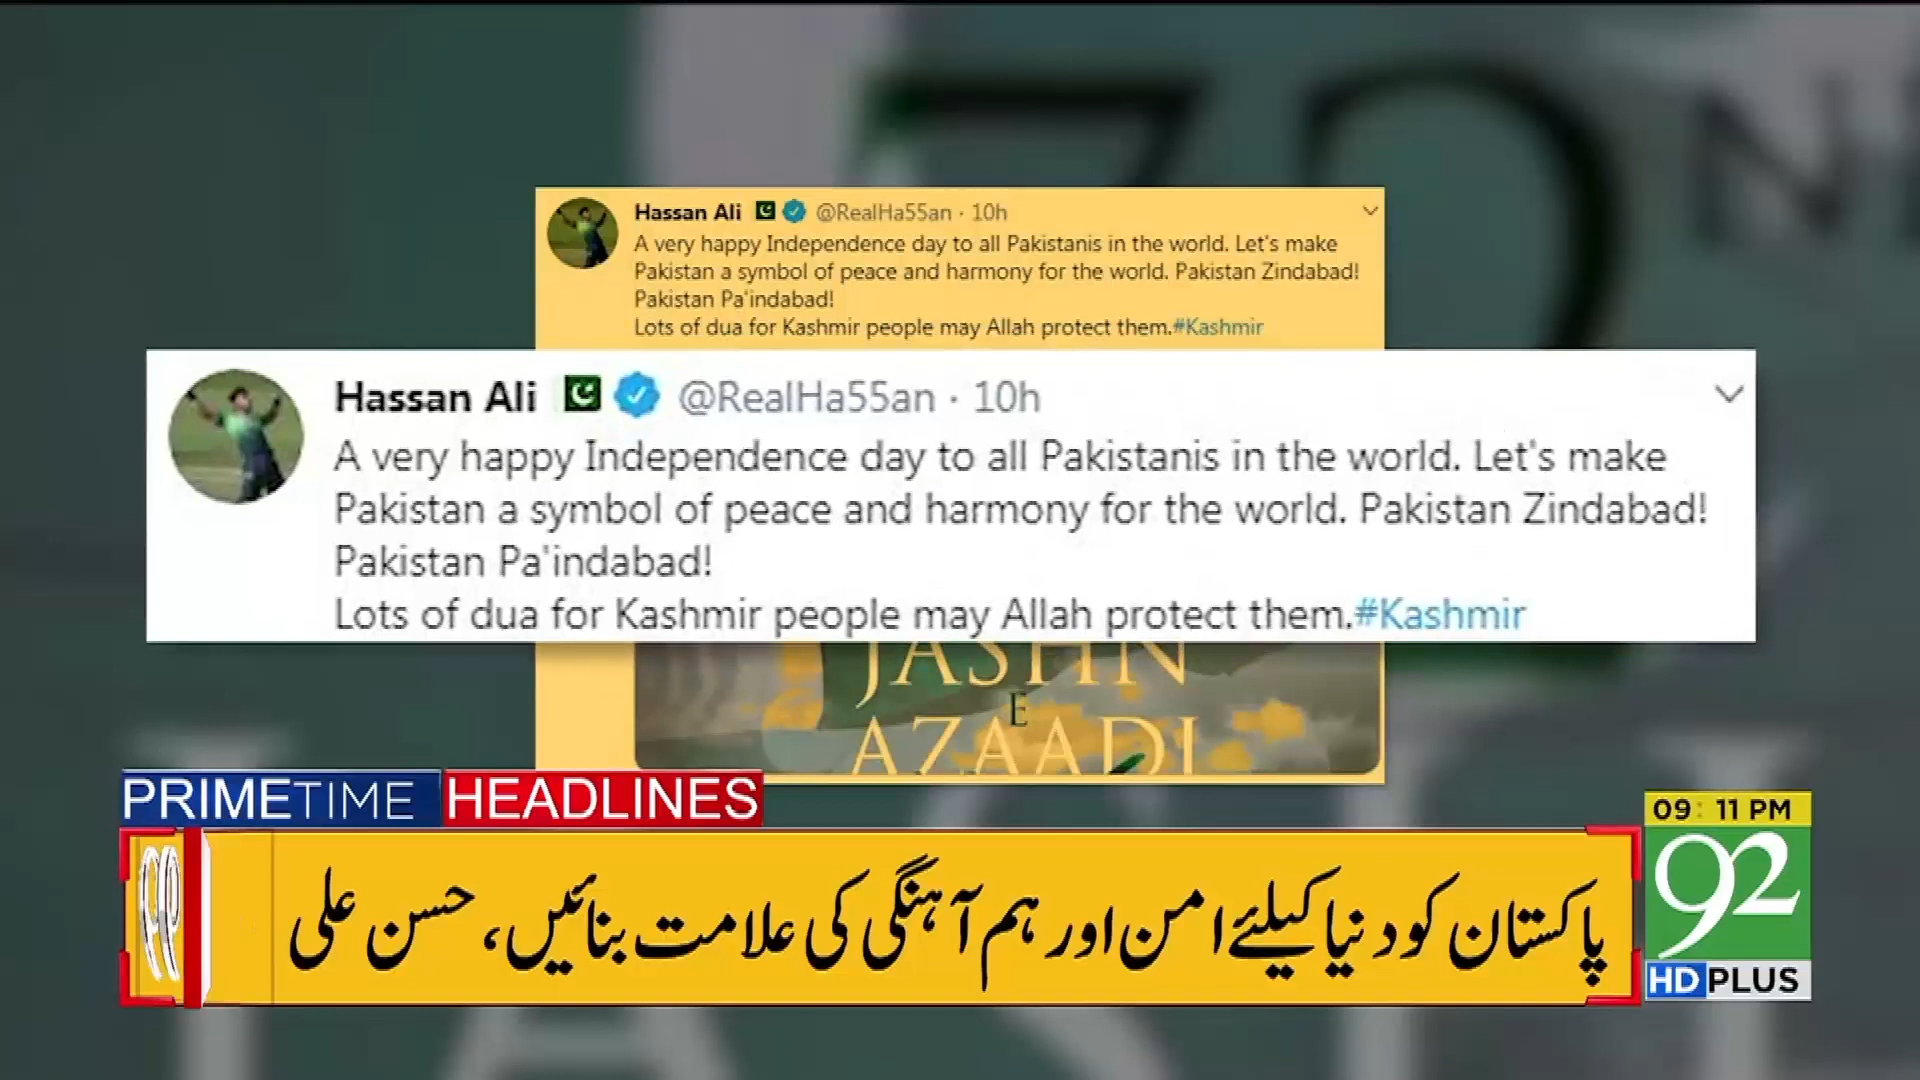 Hassan Ali @RealHa55an · 10h
A very happy Independence day to all Pakistanis in the world. Let's make
Pakistan a symbol of peace and harmony for the world. Pakistan Zindabad!
Pakistan Pa'indabad!
Lots of dua for Kashmir people may Allah protect them.#Kashmir
Hassan Ali @RealHa55an · 10h
A very happy Independence day to all Pakistanis in the world. Let's make
Pakistan a symbol of peace and harmony for the world. Pakistan Zindabad!
Pakistan Pa'indabad!
Lots of dua for Kashmir people may Allah protect them.#Kashmir
JASHN
E
AZAADI
PRIMETIME HEADLINES
09:11 PM
پاکستان کو دنیا کیلئے امن اور ہم آہنگی کی علامت بنائیں، حسن علی
92
HD PLUS